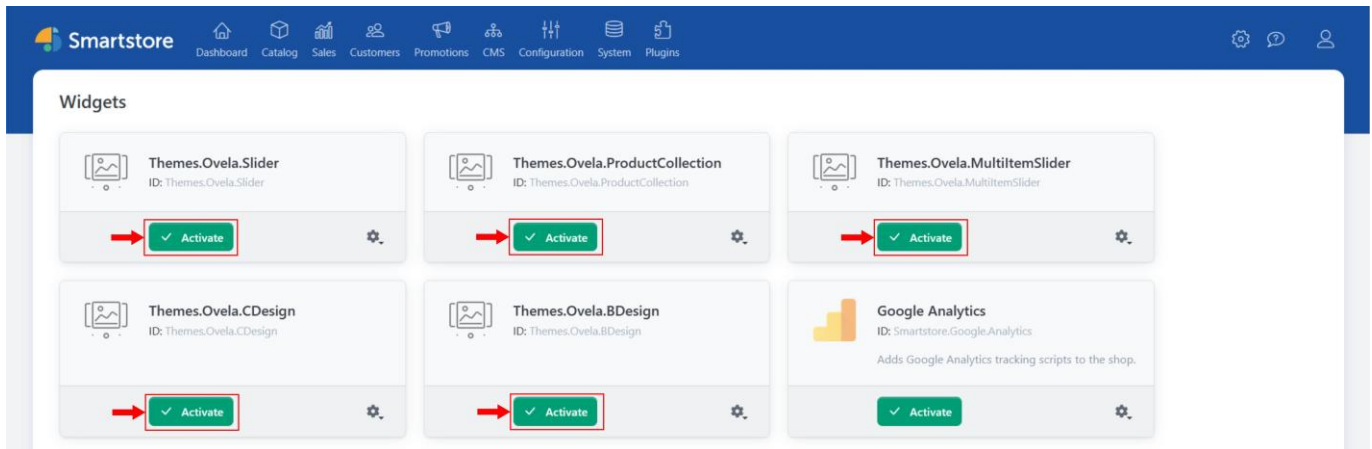 Smartstore
Dashboard Catalog Sales Customers Promotions CMS Configuration System Plugins
Widgets
Themes.Ovela.Slider
ID: Themes.Ovela.Slider
Activate
Themes.Ovela.ProductCollection
ID: Themes.Ovela.ProductCollection
Activate
Themes.Ovela.MultiItemSlider
ID: Themes.Ovela.MultiItemSlider
Activate
Themes.Ovela.CDesign
ID: Themes.Ovela.CDesign
Activate
Themes.Ovela.BDesign
ID: Themes.Ovela.BDesign
Activate
Google Analytics
ID: Smartstore.Google.Analytics
Adds Google Analytics tracking scripts to the shop.
Activate